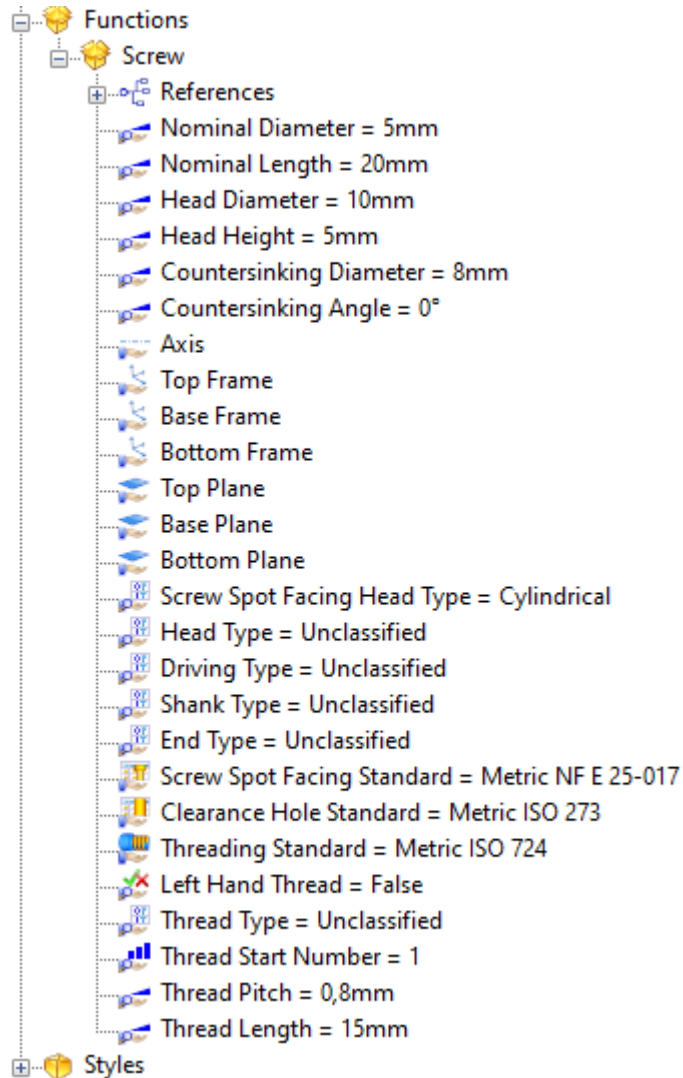 Functions
Screw
References
Nominal Diameter = 5mm
Nominal Length = 20mm
Head Diameter = 10mm
Head Height = 5mm
Countersinking Diameter = 8mm
Countersinking Angle = 0°
Axis
Top Frame
Base Frame
Bottom Frame
Top Plane
Base Plane
Bottom Plane
Screw Spot Facing Head Type = Cylindrical
Head Type = Unclassified
Driving Type = Unclassified
Shank Type = Unclassified
End Type = Unclassified
Screw Spot Facing Standard = Metric NF E 25-017
Clearance Hole Standard = Metric ISO 273
Threading Standard = Metric ISO 724
Left Hand Thread = False
Thread Type = Unclassified
Thread Start Number = 1
Thread Pitch = 0,8mm
Thread Length = 15mm
Styles